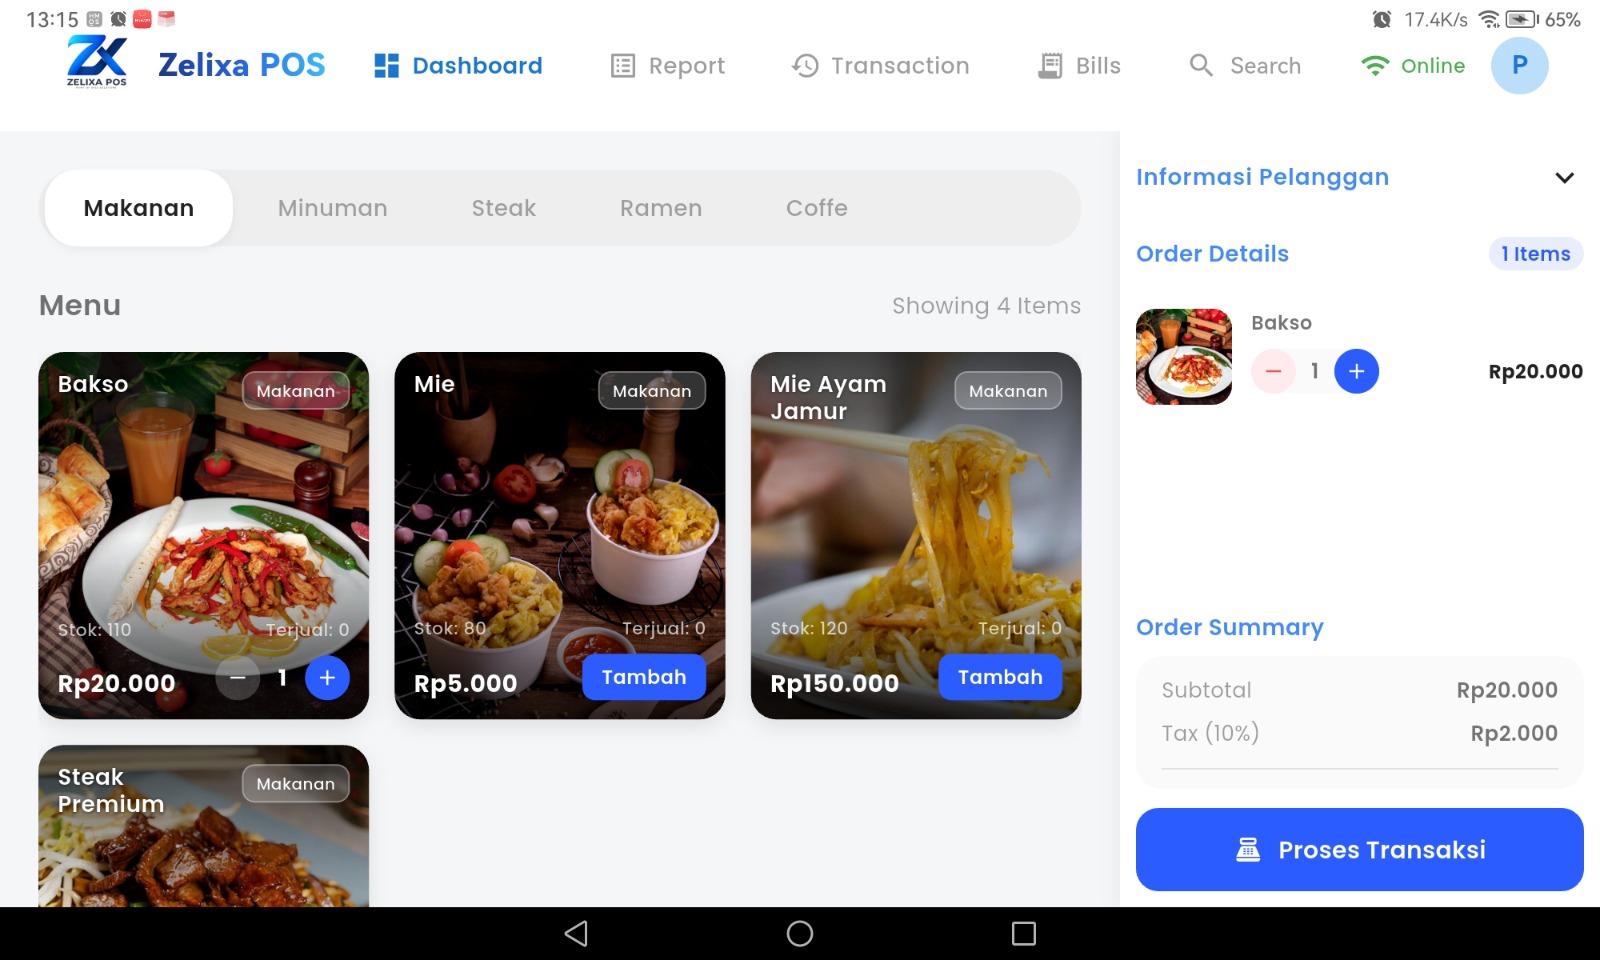 13:15
17.4K/s 65%
ZELIXA POS
Zelixa POS
Dashboard
Report
Transaction
Bills
Search
Online
P
Makanan
Minuman
Steak
Ramen
Coffe
Menu
Showing 4 Items
Bakso
Makanan
Stok: 110
Terjual: 0
Rp20.000
− 1 +
Mie
Makanan
Stok: 80
Terjual: 0
Rp5.000
Tambah
Mie Ayam
Jamur
Makanan
Stok: 120
Terjual: 0
Rp150.000
Tambah
Steak
Premium
Makanan
Informasi Pelanggan
Order Details
1 Items
Bakso
− 1 +
Rp20.000
Order Summary
Subtotal
Rp20.000
Tax (10%)
Rp2.000
Proses Transaksi